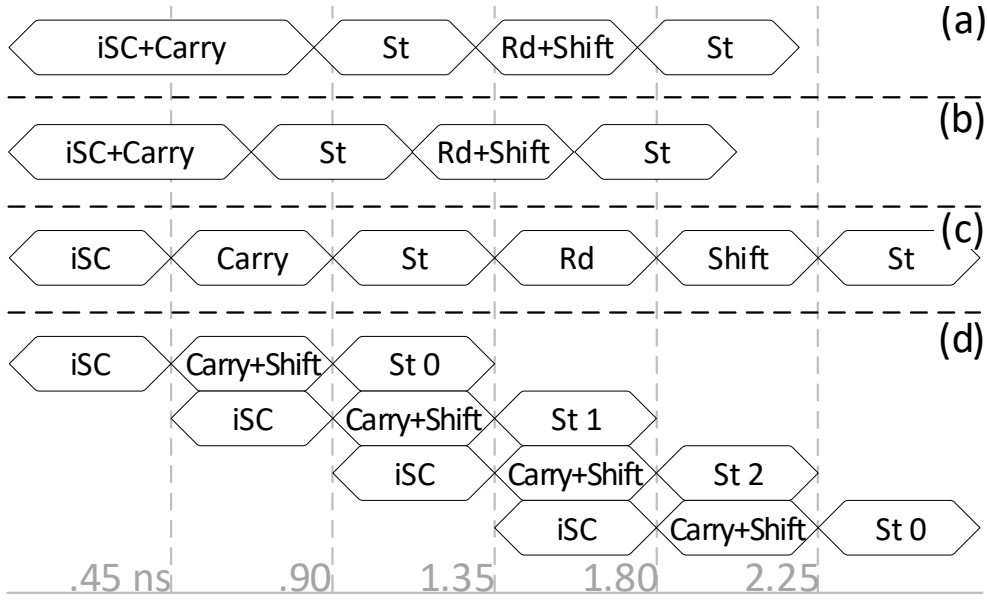 (a)
iSC+Carry St Rd+Shift St
(b)
iSC+Carry St Rd+Shift St
(c)
iSC Carry St Rd Shift St
(d)
iSC Carry+Shift St 0
iSC Carry+Shift St 1
iSC Carry+Shift St 2
iSC Carry+Shift St 0
.45 ns .90 1.35 1.80 2.25